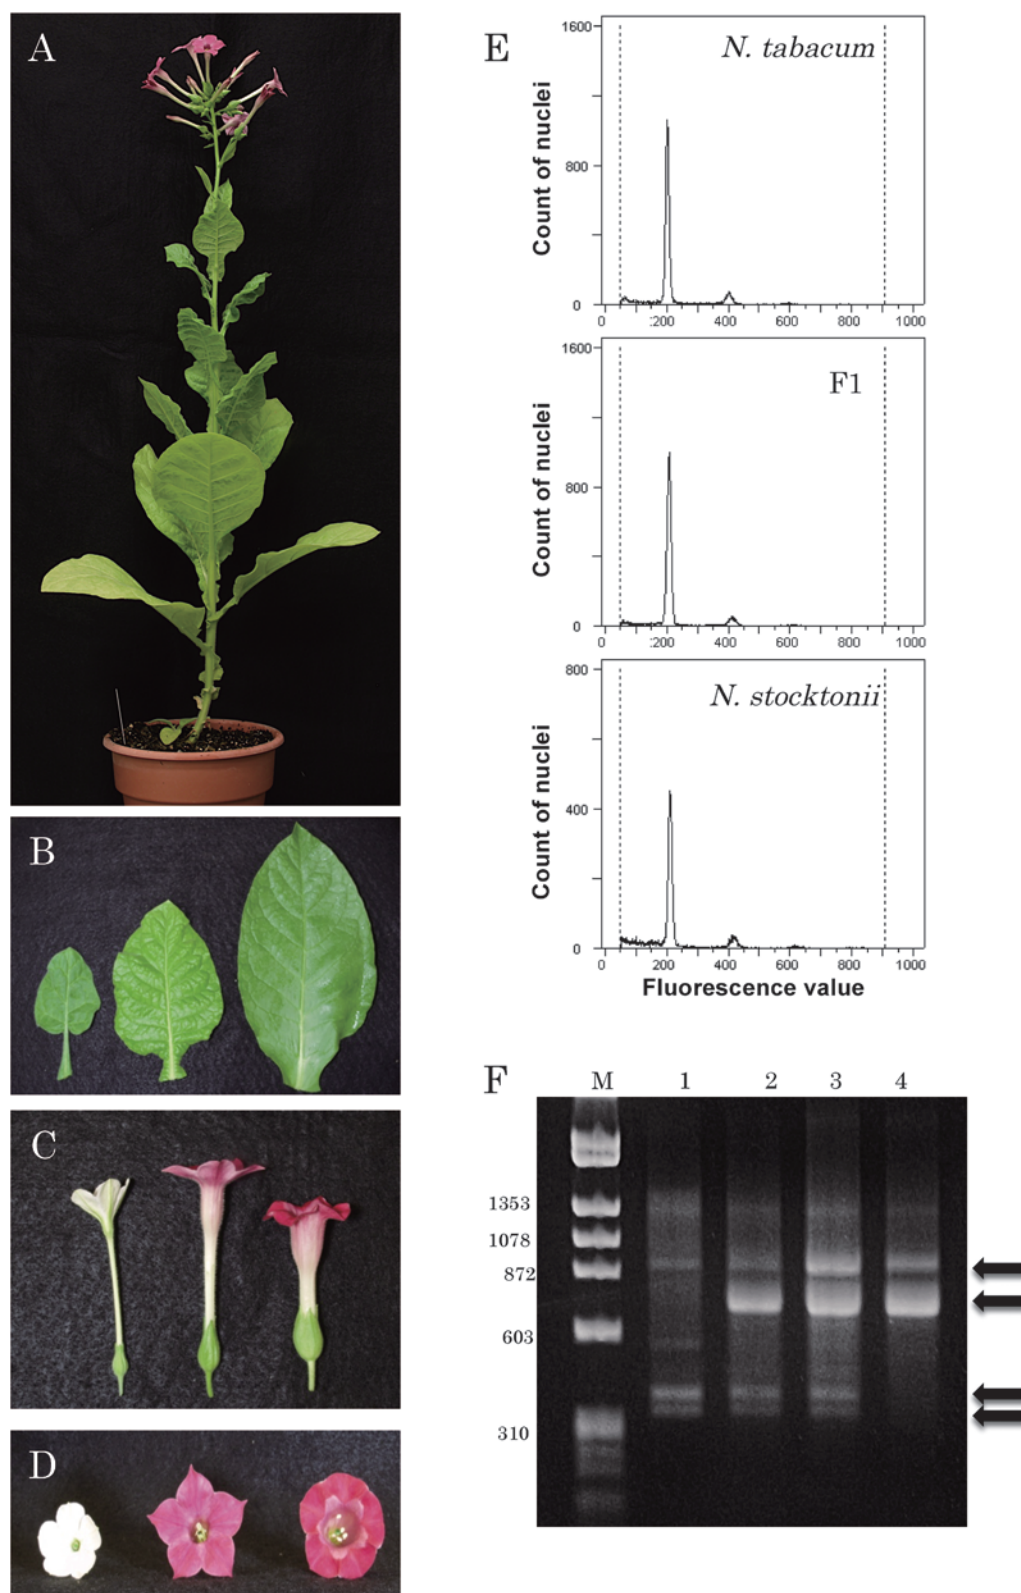 A
B
C
D
E
N. tabacum
Count of nuclei
1600
800
0
0 200 400 600 800 1000
F1
Count of nuclei
1600
800
0
0 200 400 600 800 1000
N. stocktonii
Count of nuclei
800
400
0
0 200 400 600 800 1000
Fluorescence value
F
M 1 2 3 4
1353
1078
872
603
310